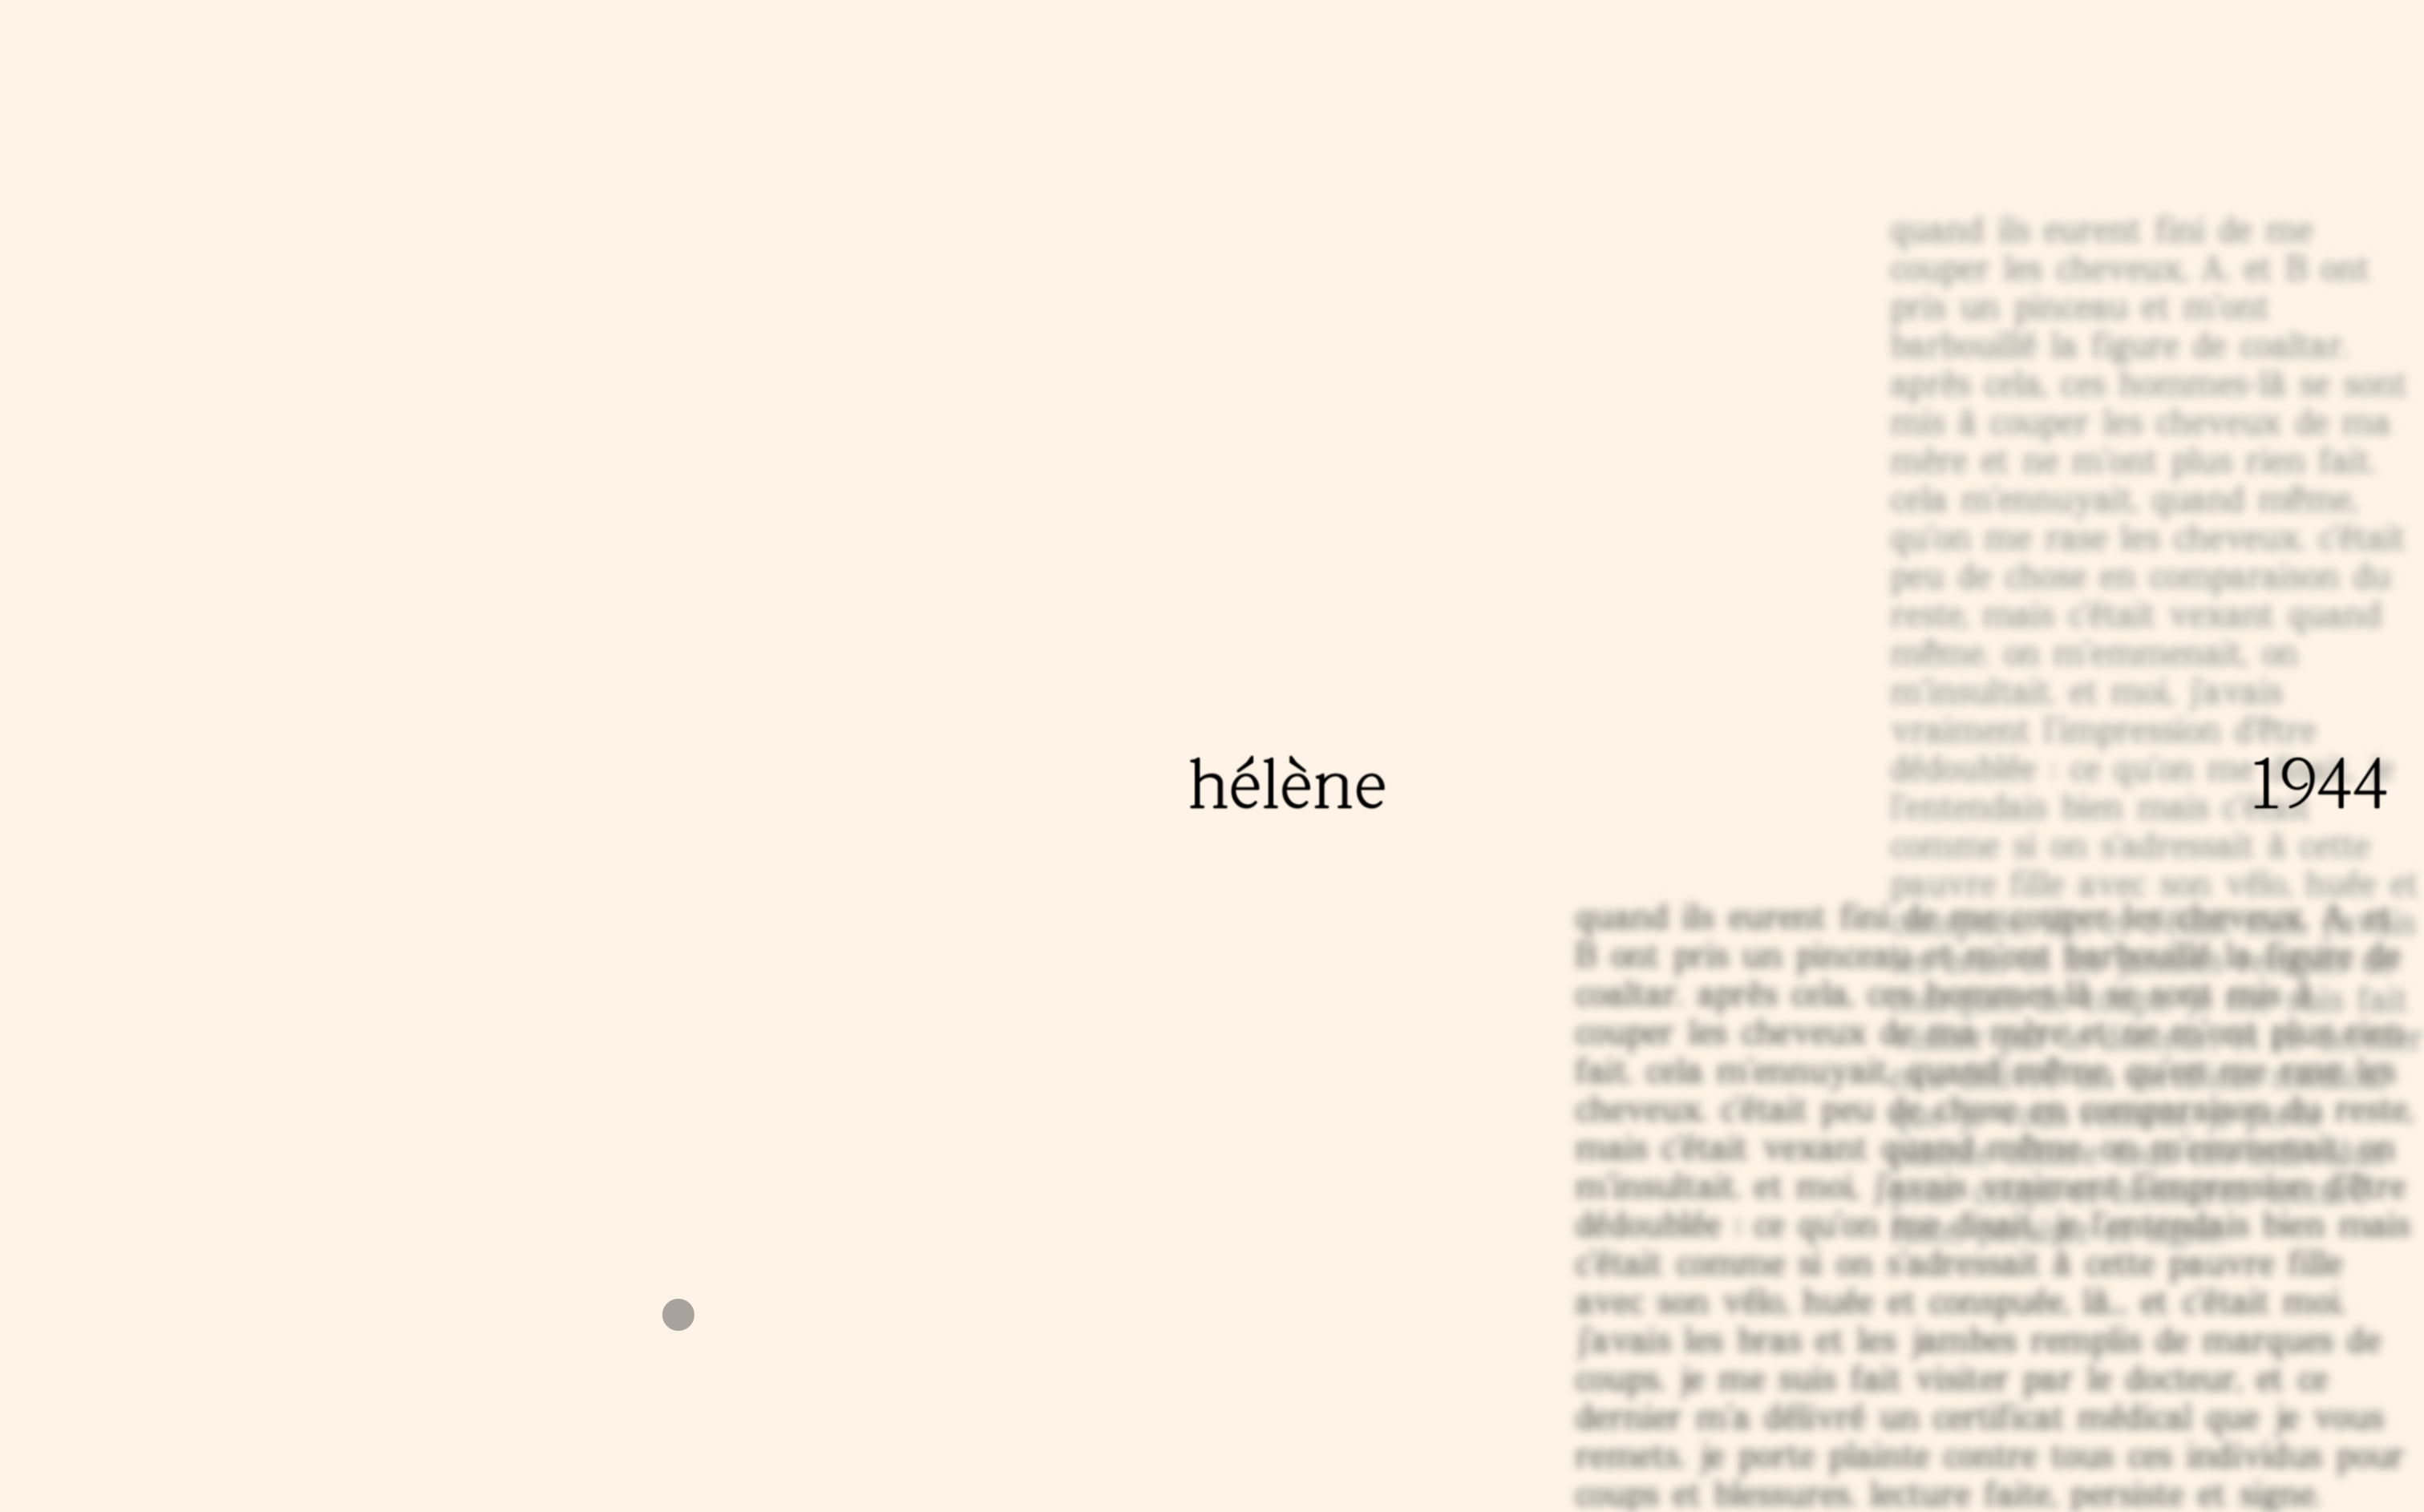 quand ils eurent fini de me
couper les cheveux, A. et B ont
pris un pinceau et m'ont
barbouillé la figure de coaltar.
après cela, ces hommes-là se sont
mis à couper les cheveux de ma
mère et ne m'ont plus rien fait.
cela m'ennuyait, quand même,
qu'on me rase les cheveux. c'était
peu de chose en comparaison du
reste, mais c'était vexant quand
même. on m'emmenait, on
m'insultait. et moi, j'avais
vraiment l'impression d'être
hélène
1944
dédoublée : ce qu'on me
l'entendais bien mais c'était
comme si on s'adressait à cette
pauvre fille avec son vélo, huée et
quand ils eurent fini de me couper les cheveux, A. et
B ont pris un pinceau et m'ont barbouillé la figure de
coaltar. après cela, ces hommes-là se sont mis à
couper les cheveux de ma mère et ne m'ont plus rien
fait. cela m'ennuyait, quand même, qu'on me rase les
cheveux. c'était peu de chose en comparaison du reste,
mais c'était vexant quand même. on m'emmenait, on
m'insultait. et moi, j'avais vraiment l'impression d'être
dédoublée : ce qu'on me disait, je l'entendais bien mais
c'était comme si on s'adressait à cette pauvre fille
avec son vélo, huée et conspuée, là... et c'était moi.
j'avais les bras et les jambes remplis de marques de
coups. je me suis fait visiter par le docteur, et ce
dernier m'a délivré un certificat médical que je vous
remets. je porte plainte contre tous ces individus pour
coups et blessures. lecture faite, persiste et signe.